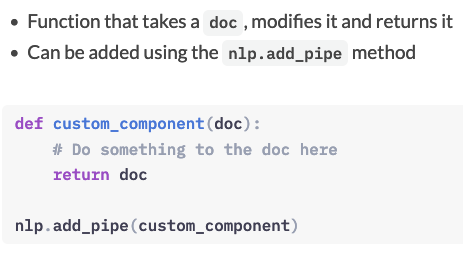 • Function that takes a doc, modifies it and returns it
• Can be added using the nlp.add_pipe method
def custom_component(doc):
    # Do something to the doc here
    return doc
nlp.add_pipe(custom_component)